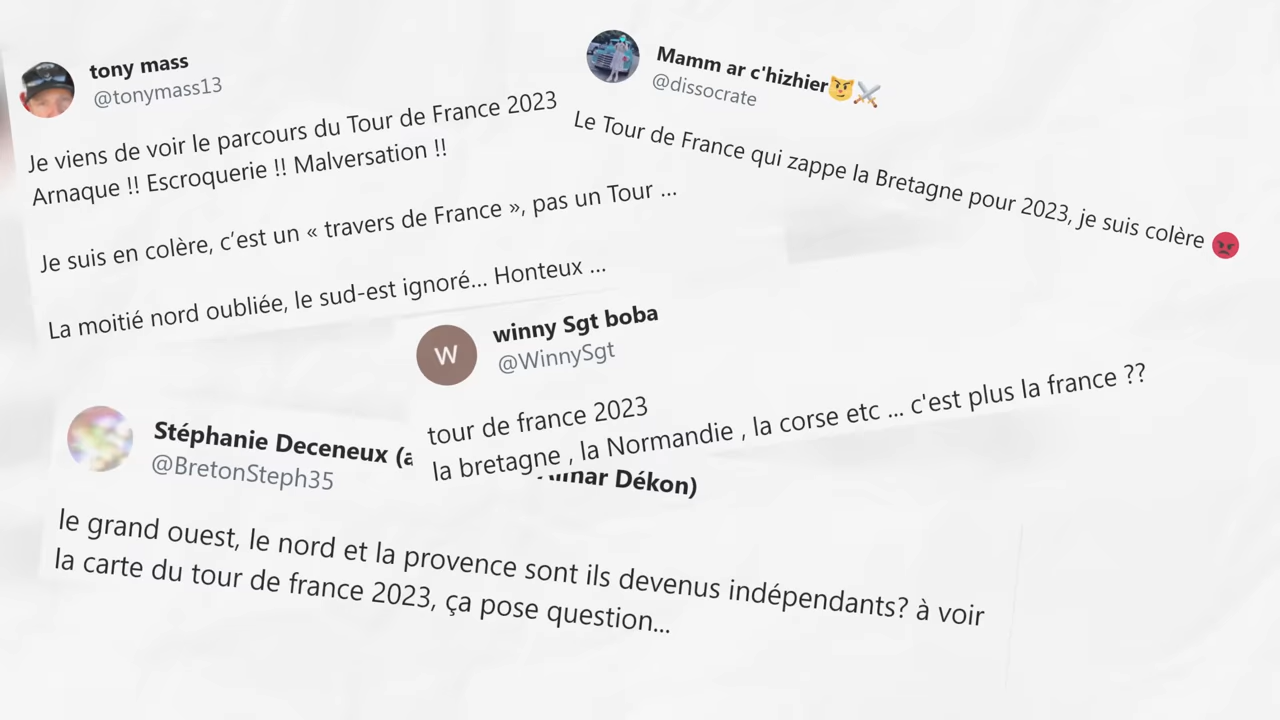 tony mass
@tonymass13
Je viens de voir le parcours du Tour de France 2023
Arnaque !! Escroquerie !! Malversation !!
Je suis en colère, c’est un « travers de France », pas un Tour ...
La moitié nord oubliée, le sud-est ignoré... Honteux ...
Mamm ar c'hizhier😼⚔️
@dissocrate
Le Tour de France qui zappe la Bretagne pour 2023, je suis colère 😡
W
winny Sgt boba
@WinnySgt
tour de france 2023
la bretagne , la Normandie , la corse etc ... c'est plus la france ??
Stéphanie Deceneux (a Dékon)
@BretonSteph35
le grand ouest, le nord et la provence sont ils devenus indépendants? à voir
la carte du tour de france 2023, ça pose question...